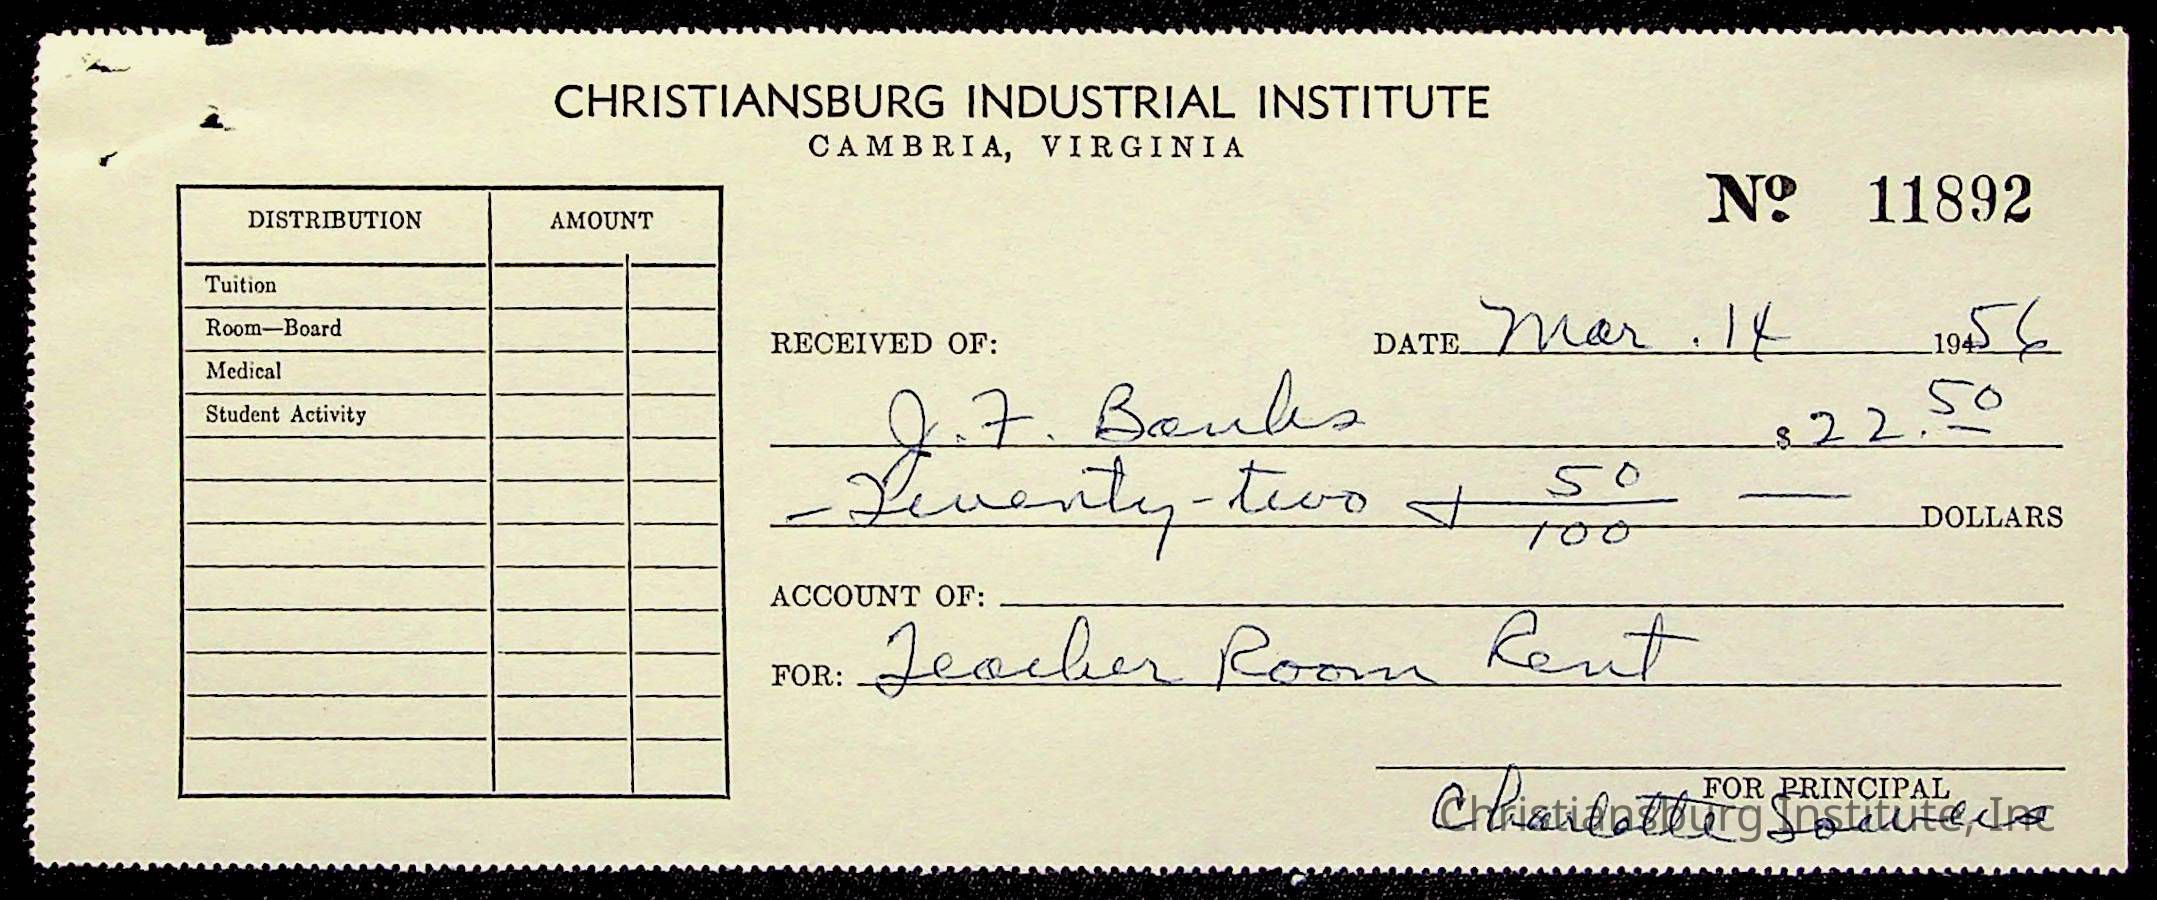 CHRISTIANSBURG INDUSTRIAL INSTITUTE
CAMBRIA, VIRGINIA
Nº 11892
DISTRIBUTION AMOUNT
Tuition
Room—Board
Medical
Student Activity
RECEIVED OF: DATE Mar. 14 1956
J. F. Banks $ 22.50
- Twenty-two + 50/100 — DOLLARS
ACCOUNT OF:
FOR: Teacher Room Rent
FOR PRINCIPAL
Charlotte
Christiansburg Institute, Inc